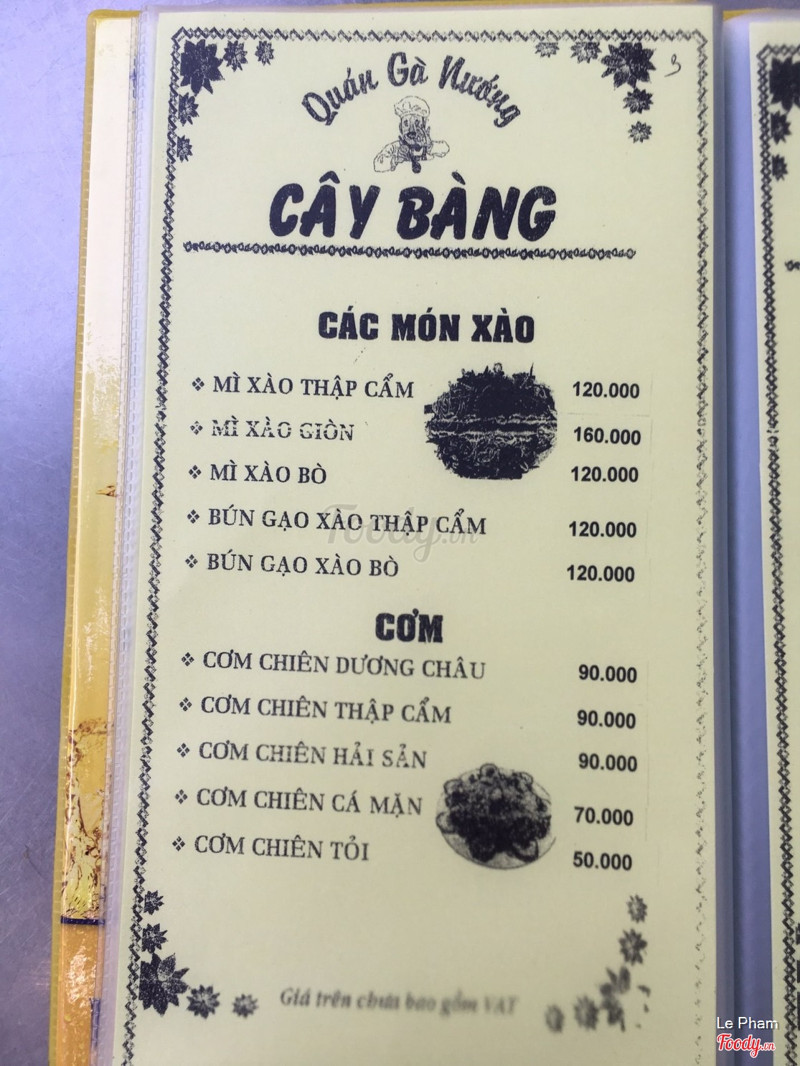 3
Quán Gà Nướng
CÂY BÀNG
CÁC MÓN XÀO
❖ MÌ XÀO THẬP CẨM 120.000
❖ MÌ XÀO GIÒN 160.000
❖ MÌ XÀO BÒ 120.000
❖ BÚN GẠO XÀO THẬP CẨM 120.000
❖ BÚN GẠO XÀO BÒ 120.000
CƠM
❖ CƠM CHIÊN DƯƠNG CHÂU 90.000
❖ CƠM CHIÊN THẬP CẨM 90.000
❖ CƠM CHIÊN HẢI SẢN 90.000
❖ CƠM CHIÊN CÁ MẶN 70.000
❖ CƠM CHIÊN TỎI 50.000
Giá trên chưa bao gồm VAT
Foody.vn
Le Pham
Foody.vn